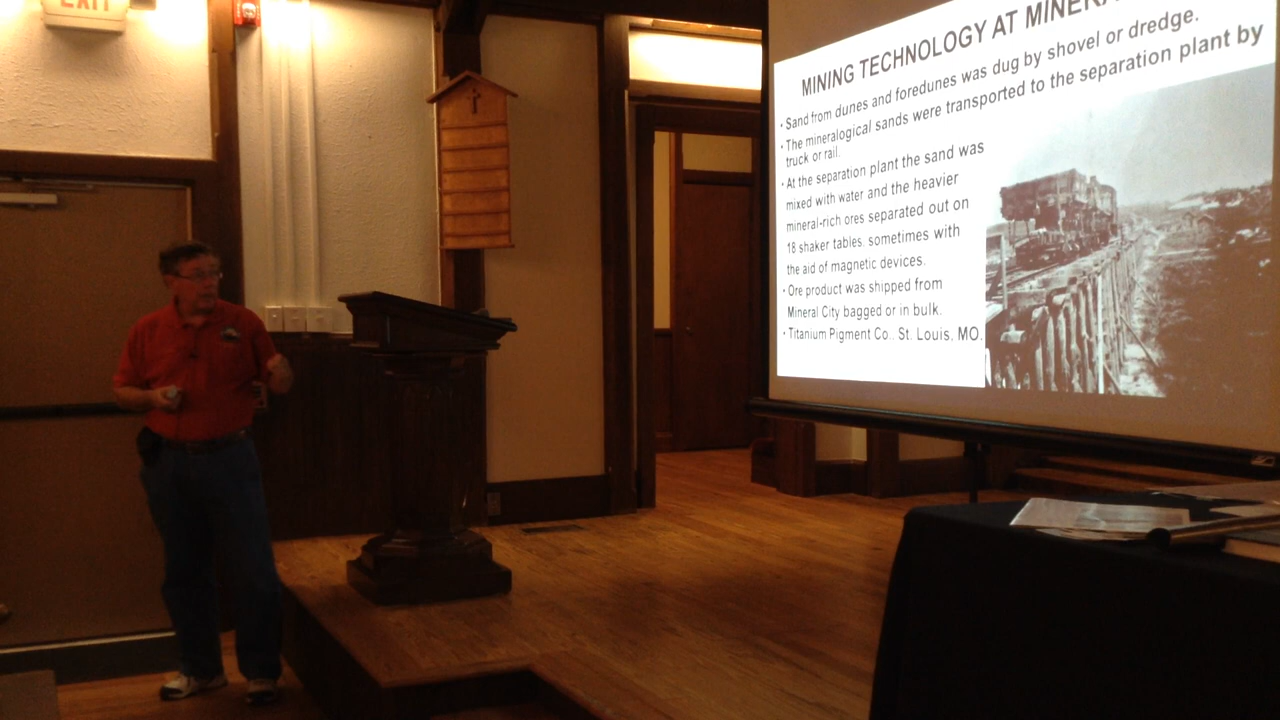 EXIT
MINING TECHNOLOGY AT MINERA
• Sand from dunes and foredunes was dug by shovel or dredge.
• The mineralogical sands were transported to the separation plant by
truck or rail.
• At the separation plant the sand was
mixed with water and the heavier
mineral-rich ores separated out on
18 shaker tables, sometimes with
the aid of magnetic devices.
• Ore product was shipped from
Mineral City bagged or in bulk.
• Titanium Pigment Co., St. Louis, MO.